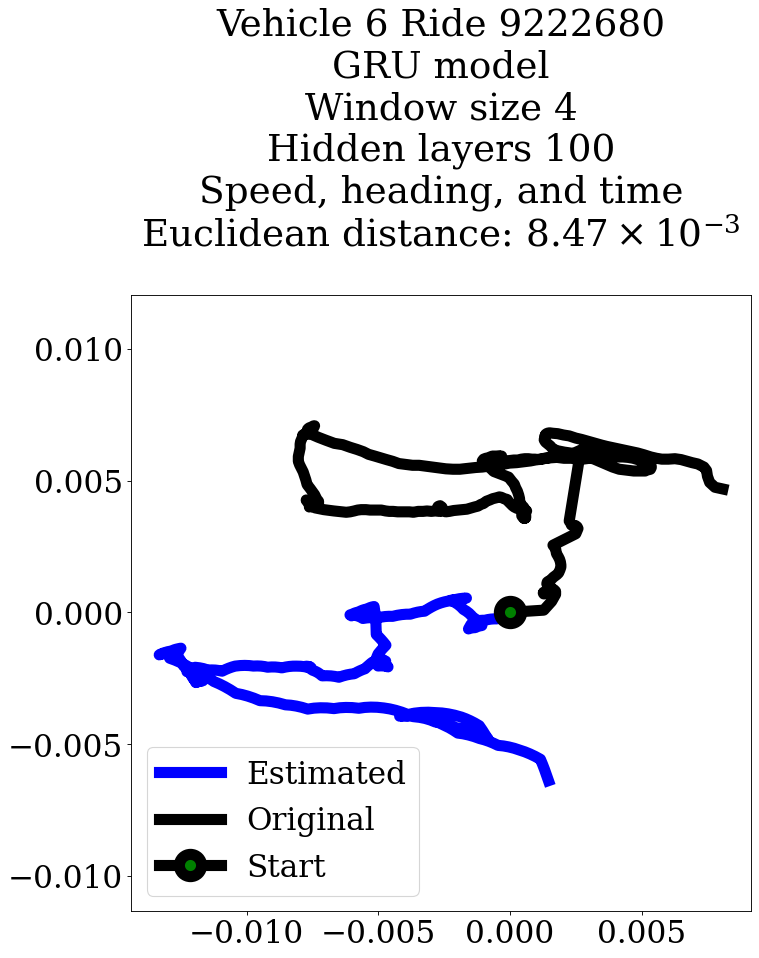 Vehicle 6 Ride 9222680
GRU model
Window size 4
Hidden layers 100
Speed, heading, and time
Euclidean distance: 8.47 × 10⁻³
0.010
0.005
0.000
−0.005
−0.010
Estimated
Original
Start
−0.010 −0.005 0.000 0.005